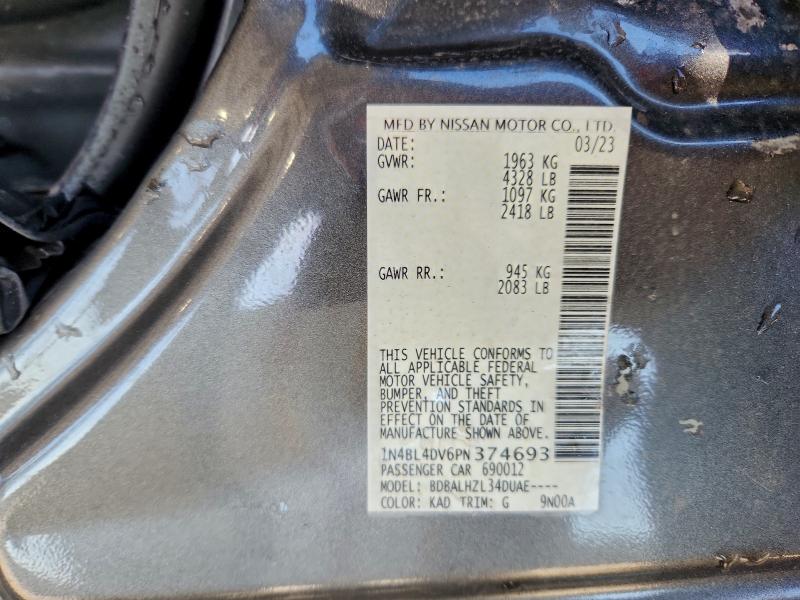 MFD BY NISSAN MOTOR CO., LTD.
DATE: 03/23
GVWR: 1963 KG
4328 LB
GAWR FR.: 1097 KG
2418 LB
GAWR RR.: 945 KG
2083 LB
THIS VEHICLE CONFORMS TO
ALL APPLICABLE FEDERAL
MOTOR VEHICLE SAFETY,
BUMPER, AND THEFT
PREVENTION STANDARDS IN
EFFECT ON THE DATE OF
MANUFACTURE SHOWN ABOVE.
1N4BL4DV6PN374693
PASSENGER CAR 690012
MODEL: BDBALHZL34DUAE----
COLOR: KAD TRIM: G 9N00A